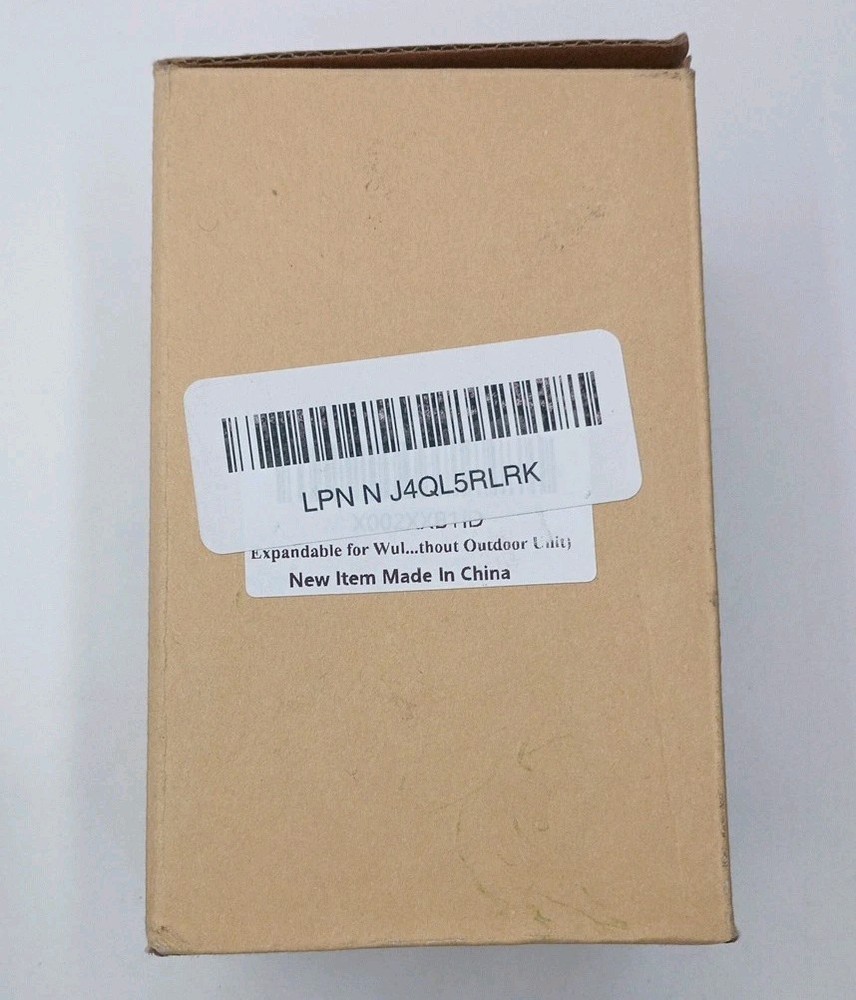 LPN N J4QL5RLRK
Expandable for Wul...thout Outdoor Unit)
New Item Made In China